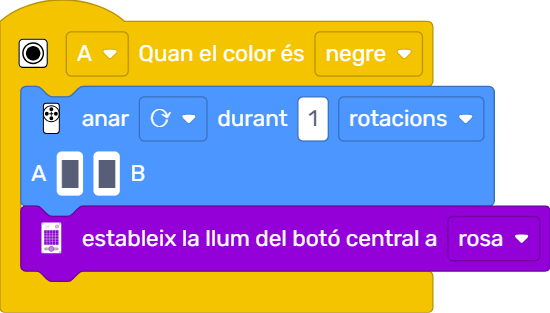 A Quan el color és negre
anar durant 1 rotacions
A B
estableix la llum del botó central a rosa